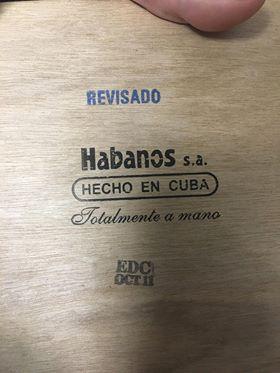 REVISADO
Habanos s.a.
HECHO EN CUBA
Totalmente a mano
EDC
OCT 11